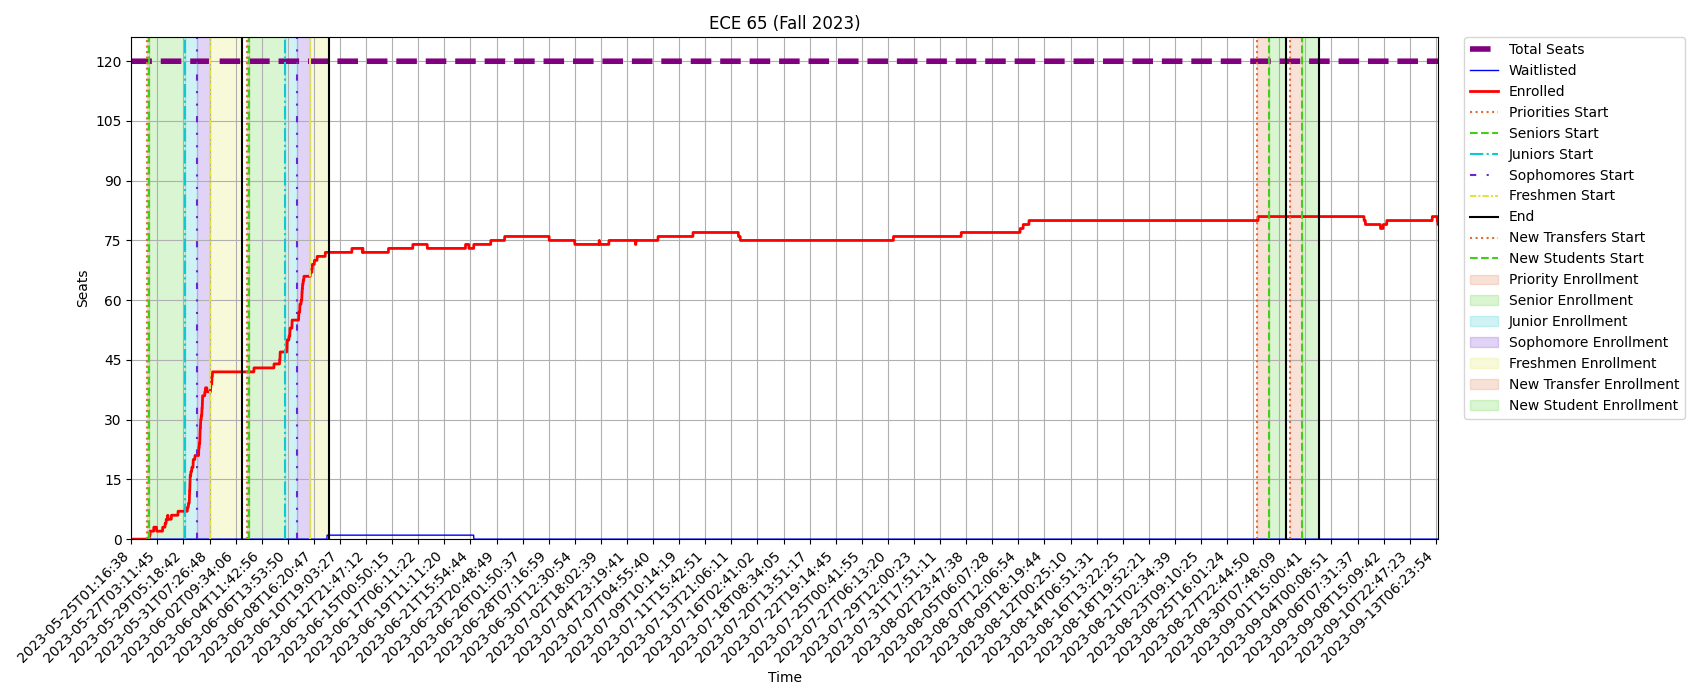 ECE 65 (Fall 2023)
Seats
120
105
90
75
60
45
30
15
0
2023-05-25T01:16:38
2023-05-27T03:11:45
2023-05-29T05:18:42
2023-05-31T07:26:48
2023-06-02T09:34:06
2023-06-04T11:42:56
2023-06-06T13:53:50
2023-06-08T16:20:47
2023-06-10T19:03:27
2023-06-12T21:47:12
2023-06-15T00:50:15
2023-06-17T06:11:22
2023-06-19T11:11:20
2023-06-21T15:54:44
2023-06-23T20:48:49
2023-06-26T01:50:37
2023-06-28T07:16:59
2023-06-30T12:30:54
2023-07-02T18:02:39
2023-07-04T23:19:41
2023-07-07T04:55:40
2023-07-09T10:14:19
2023-07-11T15:42:51
2023-07-13T21:06:11
2023-07-16T02:41:02
2023-07-18T08:34:05
2023-07-20T13:51:17
2023-07-22T19:14:45
2023-07-25T00:41:55
2023-07-27T06:13:20
2023-07-29T12:00:23
2023-07-31T17:51:11
2023-08-02T23:47:38
2023-08-05T06:07:28
2023-08-07T12:06:54
2023-08-09T18:19:44
2023-08-12T00:25:10
2023-08-14T06:51:31
2023-08-16T13:22:25
2023-08-18T19:52:21
2023-08-21T02:34:39
2023-08-23T09:10:25
2023-08-25T16:01:24
2023-08-27T22:44:50
2023-08-30T07:48:09
2023-09-01T15:00:41
2023-09-04T00:08:51
2023-09-06T07:31:37
2023-09-08T15:09:42
2023-09-10T22:47:23
2023-09-13T06:23:54
Time
Total Seats
Waitlisted
Enrolled
Priorities Start
Seniors Start
Juniors Start
Sophomores Start
Freshmen Start
End
New Transfers Start
New Students Start
Priority Enrollment
Senior Enrollment
Junior Enrollment
Sophomore Enrollment
Freshmen Enrollment
New Transfer Enrollment
New Student Enrollment